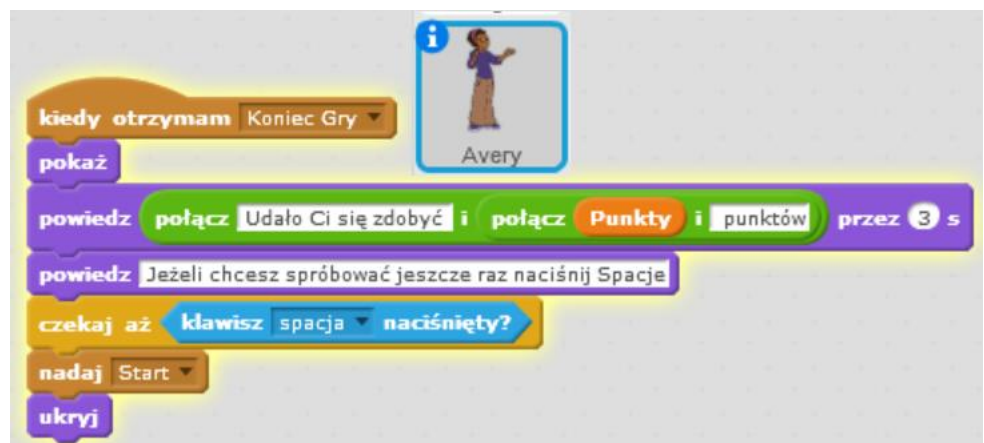 i
Avery
kiedy otrzymam Koniec Gry
pokaż
powiedz połącz Udało Ci się zdobyć i połącz Punkty i punktów przez 3 s
powiedz Jeżeli chcesz spróbować jeszcze raz naciśnij Spacje
czekaj aż klawisz spacja naciśnięty?
nadaj Start
ukryj